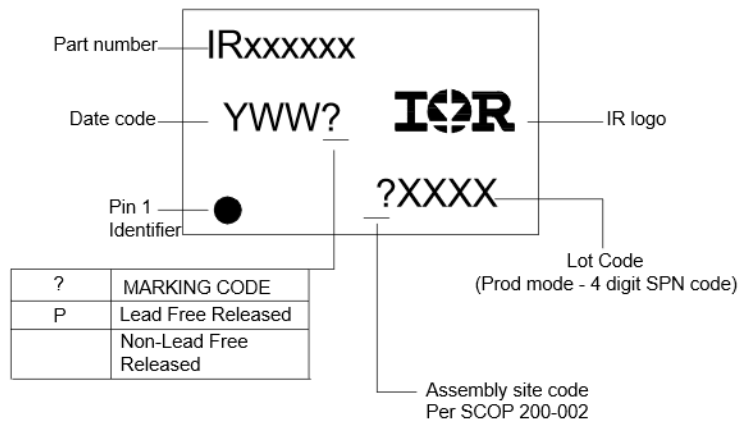 Part number
IRxxxxxx
Date code
YWW?
IOR
IR logo
Pin 1
Identifier
?XXXX
Lot Code
(Prod mode - 4 digit SPN code)
? MARKING CODE
P Lead Free Released
Non-Lead Free
Released
Assembly site code
Per SCOP 200-002